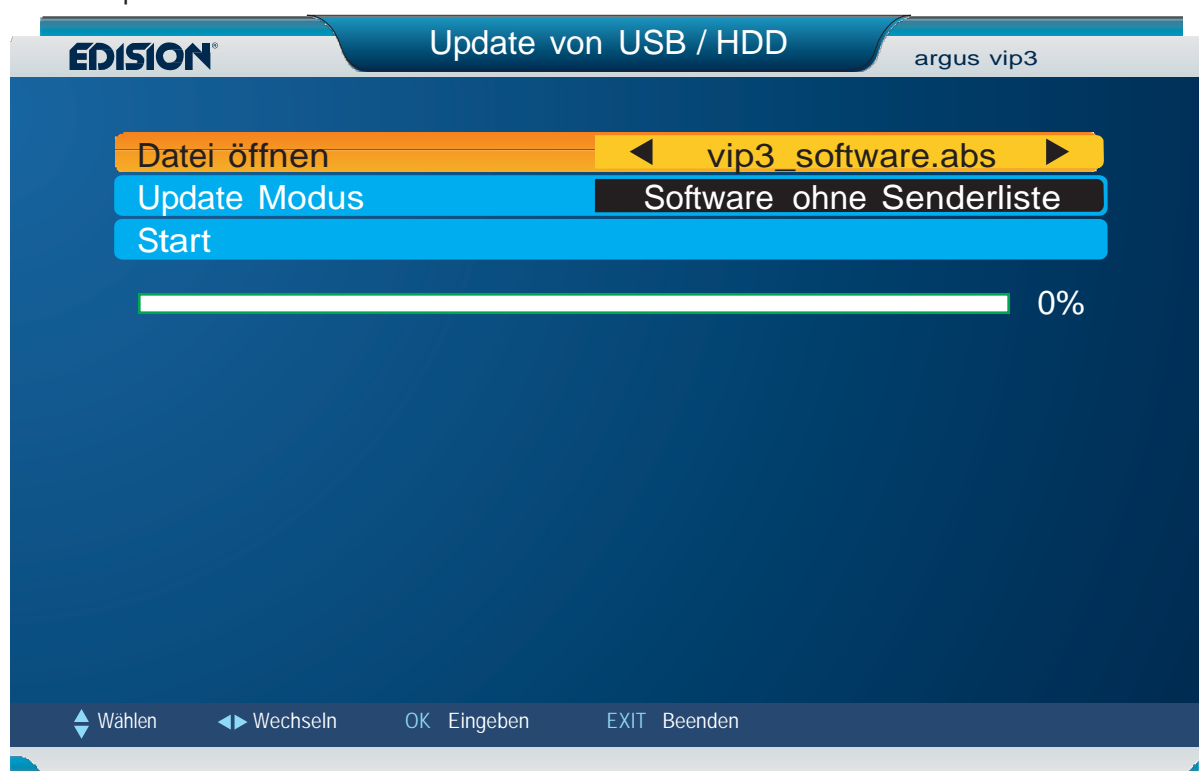 EDISION®
Update von USB / HDD
argus vip3
Datei öffnen ◀ vip3_software.abs ▶
Update Modus Software ohne Senderliste
Start
0%
Wählen Wechseln OK Eingeben EXIT Beenden